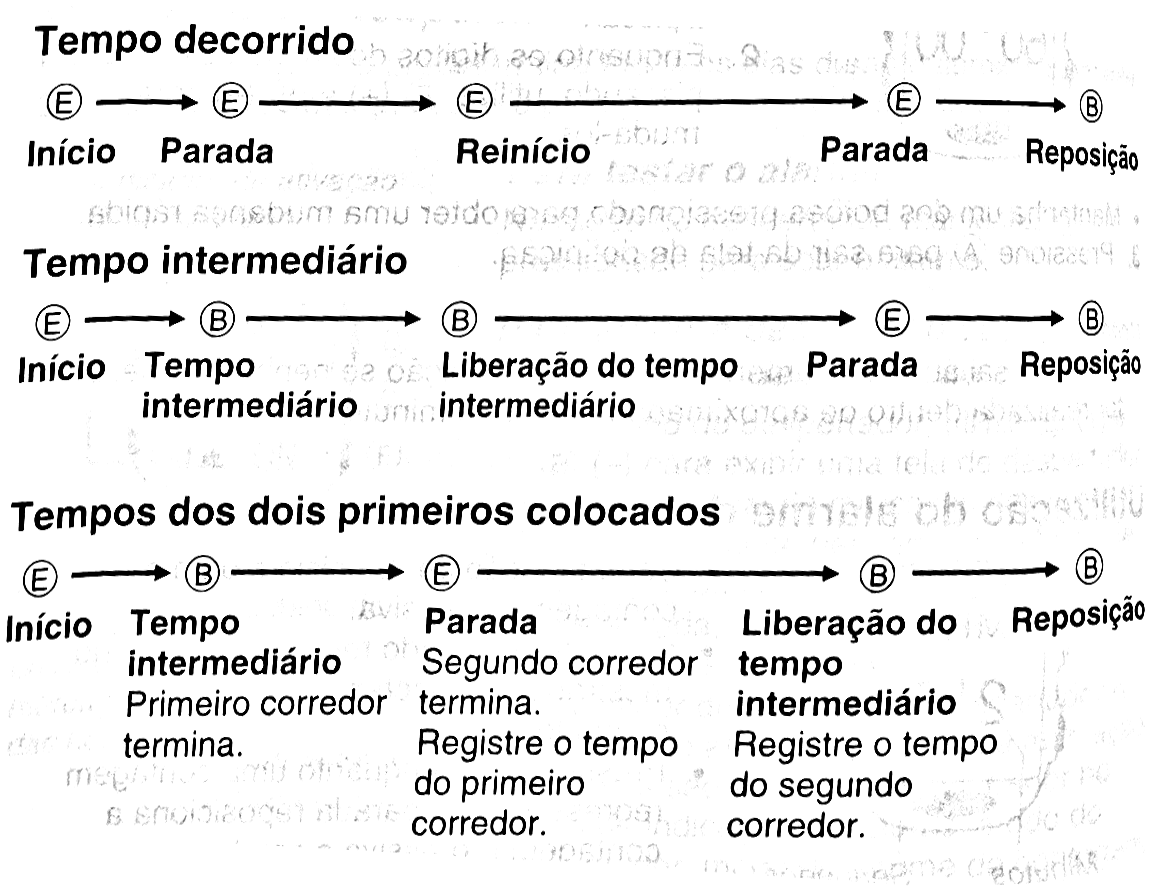 Tempo decorrido
Ⓔ → Ⓔ → Ⓔ → Ⓔ → Ⓑ
Início Parada Reinício Parada Reposição
Tempo intermediário
Ⓔ → Ⓑ → Ⓑ → Ⓔ → Ⓑ
Início Tempo Liberação do tempo Parada Reposição
intermediário intermediário
Tempos dos dois primeiros colocados
Ⓔ → Ⓑ → Ⓔ → Ⓑ → Ⓑ
Início Tempo Parada Liberação do Reposição
intermediário Segundo corredor tempo
Primeiro corredor termina. intermediário
termina. Registre o tempo Registre o tempo
do primeiro do segundo
corredor. corredor.